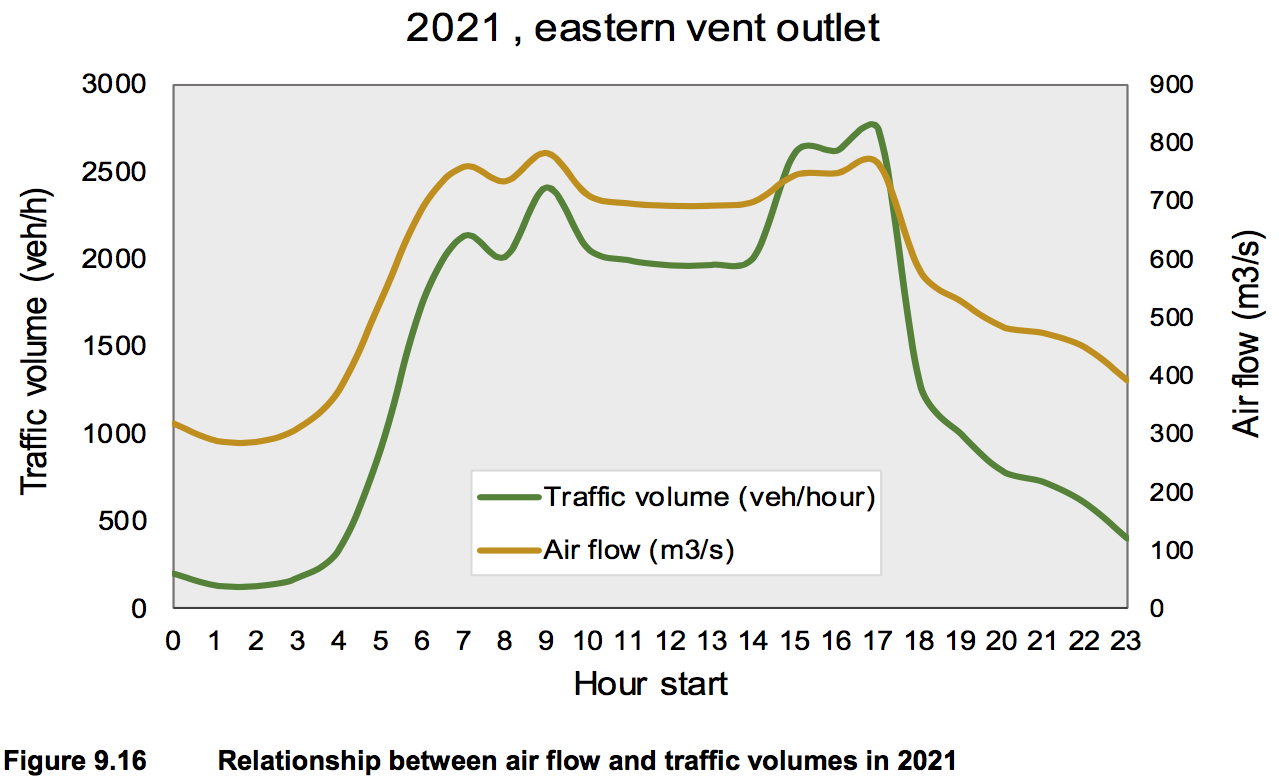 2021 , eastern vent outlet
3000
2500
2000
1500
1000
500
0
Traffic volume (veh/h)
900
800
700
600
500
400
300
200
100
0
Air flow (m3/s)
Traffic volume (veh/hour)
Air flow (m3/s)
0 1 2 3 4 5 6 7 8 9 10 11 12 13 14 15 16 17 18 19 20 21 22 23
Hour start
Figure 9.16 Relationship between air flow and traffic volumes in 2021